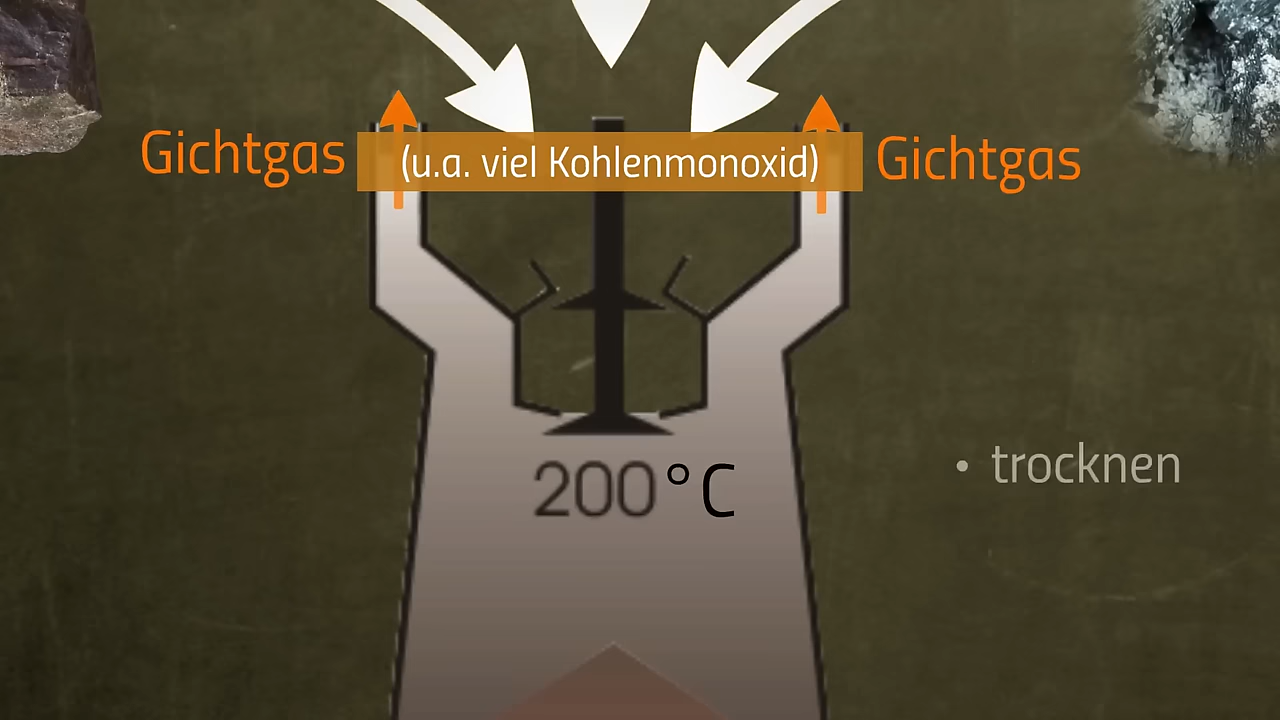 Gichtgas
(u.a. viel Kohlenmonoxid)
Gichtgas
200°C
• trocknen